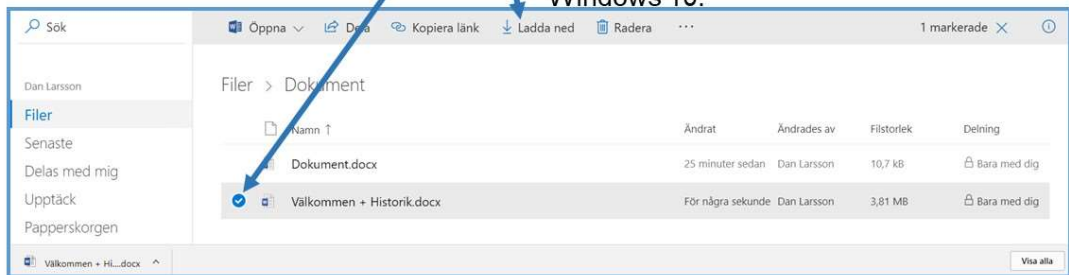 Windows 10.
Sök Öppna Dela Kopiera länk Ladda ned Radera ... 1 markerade
Dan Larsson
Filer > Dokument
Filer
Senaste
Delas med mig
Upptäck
Papperskorgen
Namn ↑ Ändrat Ändrades av Filstorlek Delning
Dokument.docx 25 minuter sedan Dan Larsson 10,7 kB Bara med dig
Välkommen + Historik.docx För några sekunde Dan Larsson 3,81 MB Bara med dig
Välkommen + Hi....docx Visa alla